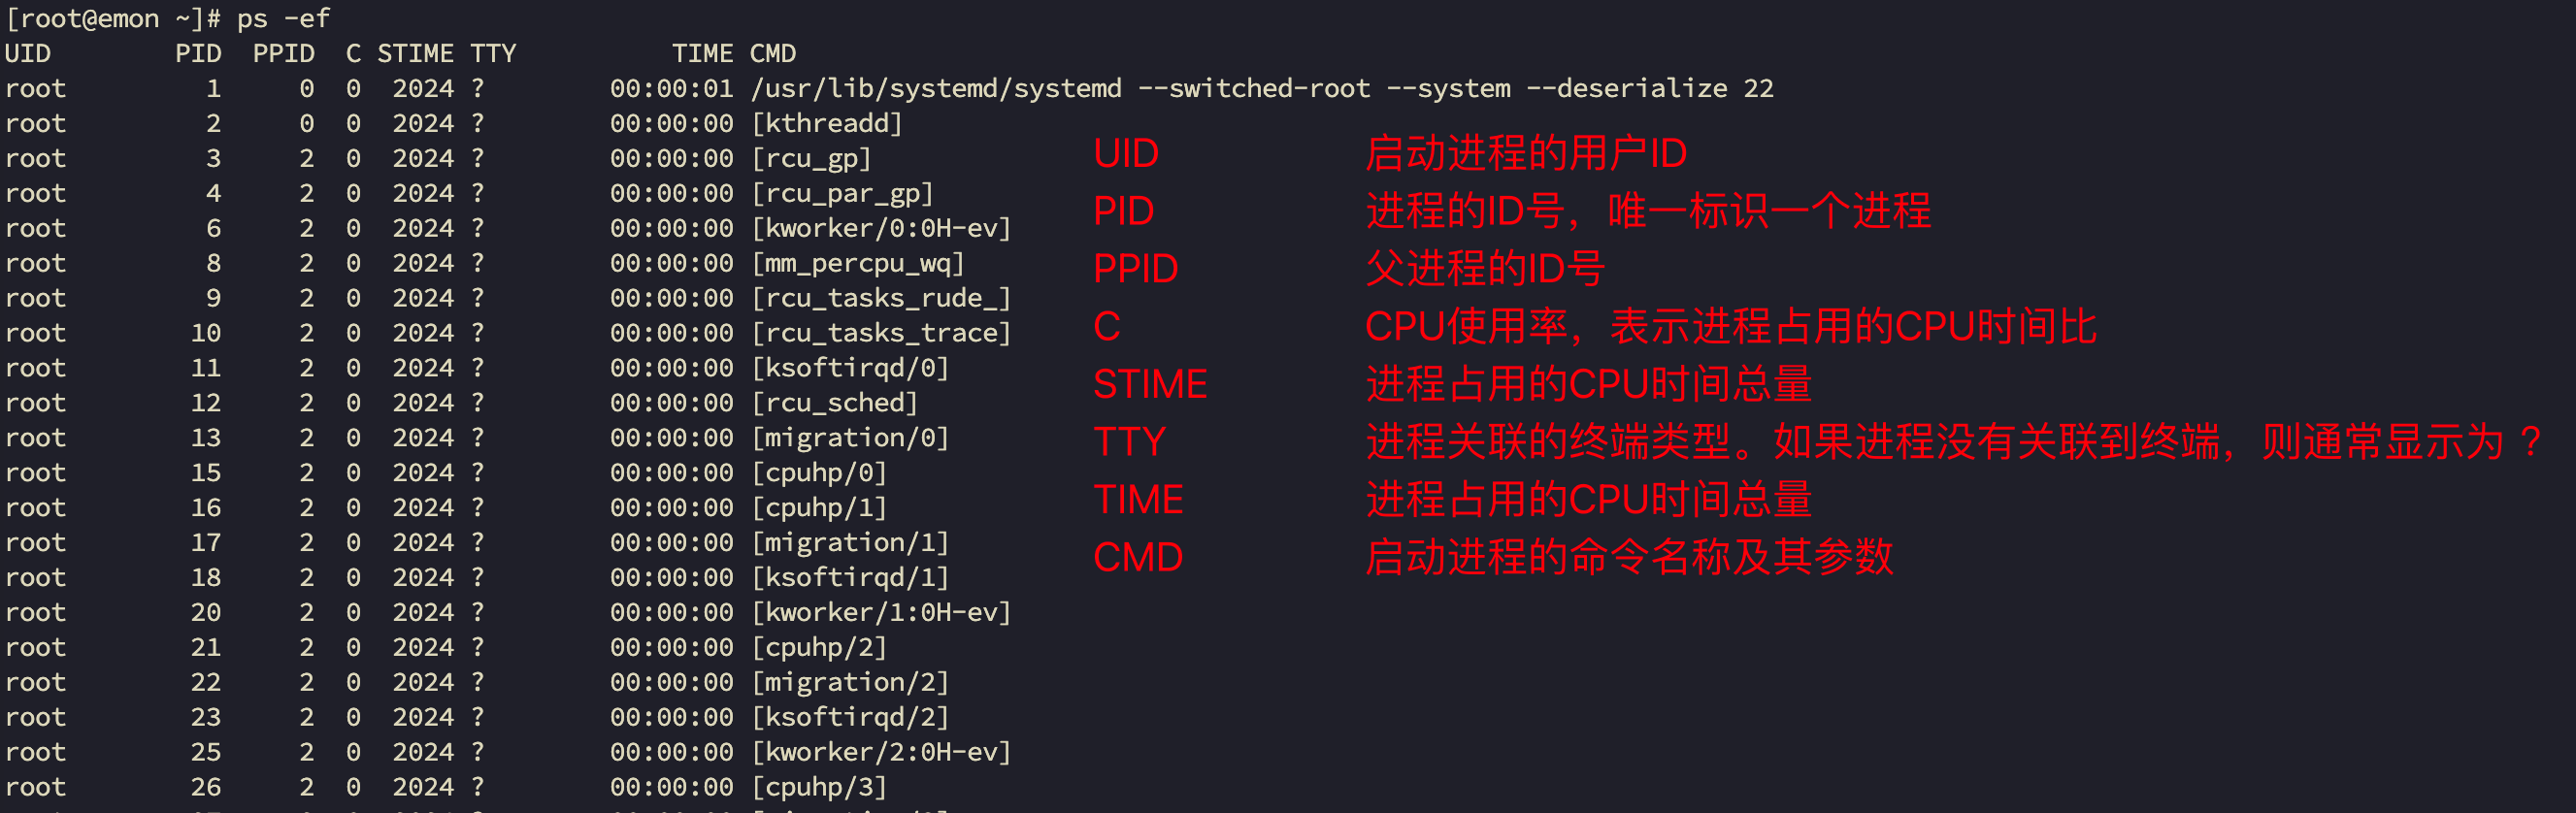 [root@emon ~]# ps -ef
UID        PID  PPID  C STIME TTY          TIME CMD
root         1     0  0  2024 ?        00:00:01 /usr/lib/systemd/systemd --switched-root --system --deserialize 22
root         2     0  0  2024 ?        00:00:00 [kthreadd]
root         3     2  0  2024 ?        00:00:00 [rcu_gp]
root         4     2  0  2024 ?        00:00:00 [rcu_par_gp]
root         6     2  0  2024 ?        00:00:00 [kworker/0:0H-ev]
root         8     2  0  2024 ?        00:00:00 [mm_percpu_wq]
root         9     2  0  2024 ?        00:00:00 [rcu_tasks_rude_]
root        10     2  0  2024 ?        00:00:00 [rcu_tasks_trace]
root        11     2  0  2024 ?        00:00:00 [ksoftirqd/0]
root        12     2  0  2024 ?        00:00:00 [rcu_sched]
root        13     2  0  2024 ?        00:00:00 [migration/0]
root        15     2  0  2024 ?        00:00:00 [cpuhp/0]
root        16     2  0  2024 ?        00:00:00 [cpuhp/1]
root        17     2  0  2024 ?        00:00:00 [migration/1]
root        18     2  0  2024 ?        00:00:00 [ksoftirqd/1]
root        20     2  0  2024 ?        00:00:00 [kworker/1:0H-ev]
root        21     2  0  2024 ?        00:00:00 [cpuhp/2]
root        22     2  0  2024 ?        00:00:00 [migration/2]
root        23     2  0  2024 ?        00:00:00 [ksoftirqd/2]
root        25     2  0  2024 ?        00:00:00 [kworker/2:0H-ev]
root        26     2  0  2024 ?        00:00:00 [cpuhp/3]
UID 启动进程的用户ID
PID 进程的ID号，唯一标识一个进程
PPID 父进程的ID号
C CPU使用率，表示进程占用的CPU时间比
STIME 进程占用的CPU时间总量
TTY 进程关联的终端类型。如果进程没有关联到终端，则通常显示为 ?
TIME 进程占用的CPU时间总量
CMD 启动进程的命令名称及其参数